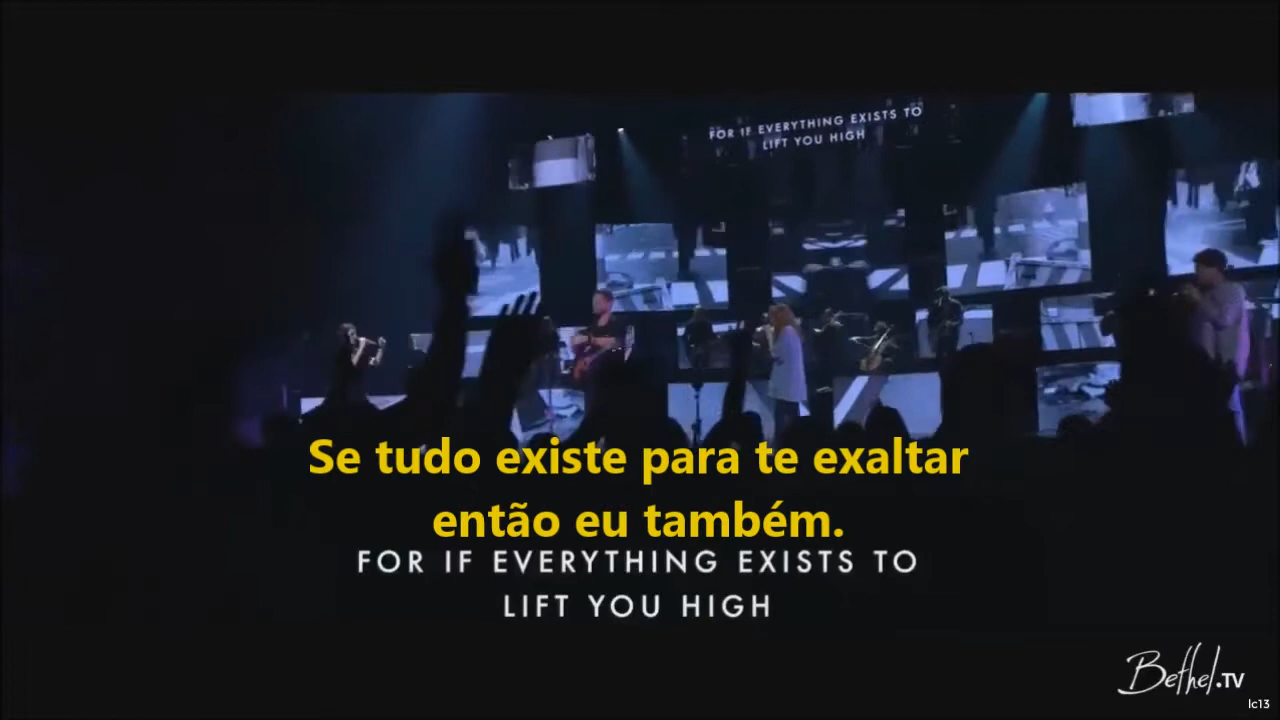 FOR IF EVERYTHING EXISTS TO
LIFT YOU HIGH
Se tudo existe para te exaltar
então eu também.
FOR IF EVERYTHING EXISTS TO
LIFT YOU HIGH
Bethel.TV
lc13